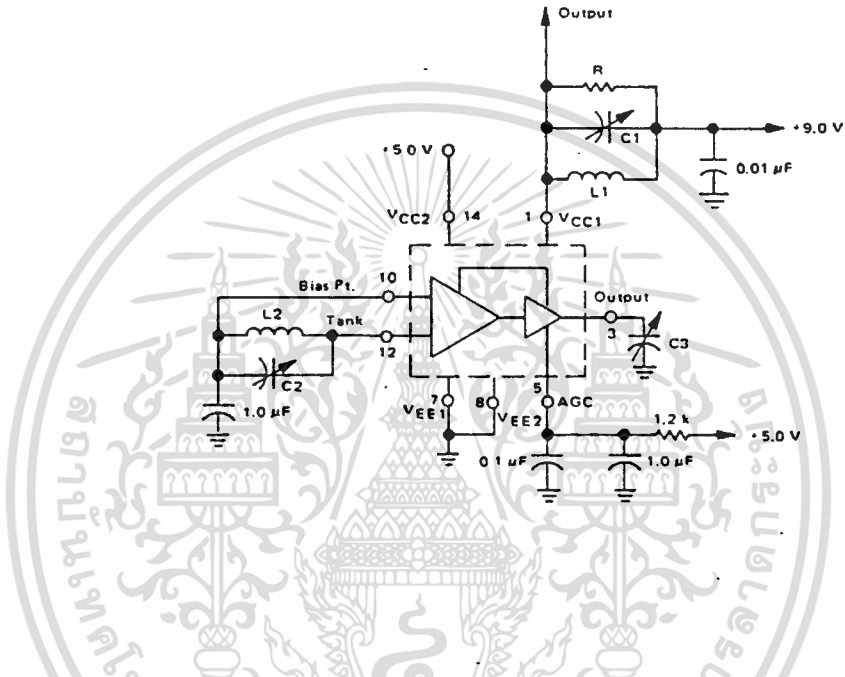 Output
R
C1
+9.0 V
0.01 µF
L1
+5.0 V
VCC2 14
1 VCC1
10
Bias Pt.
L2
Tank
12
C2
1.0 µF
Output
3
C3
7
VEE1
8
VEE2
5
AGC
1.2 k
+5.0 V
0.1 µF
1.0 µF